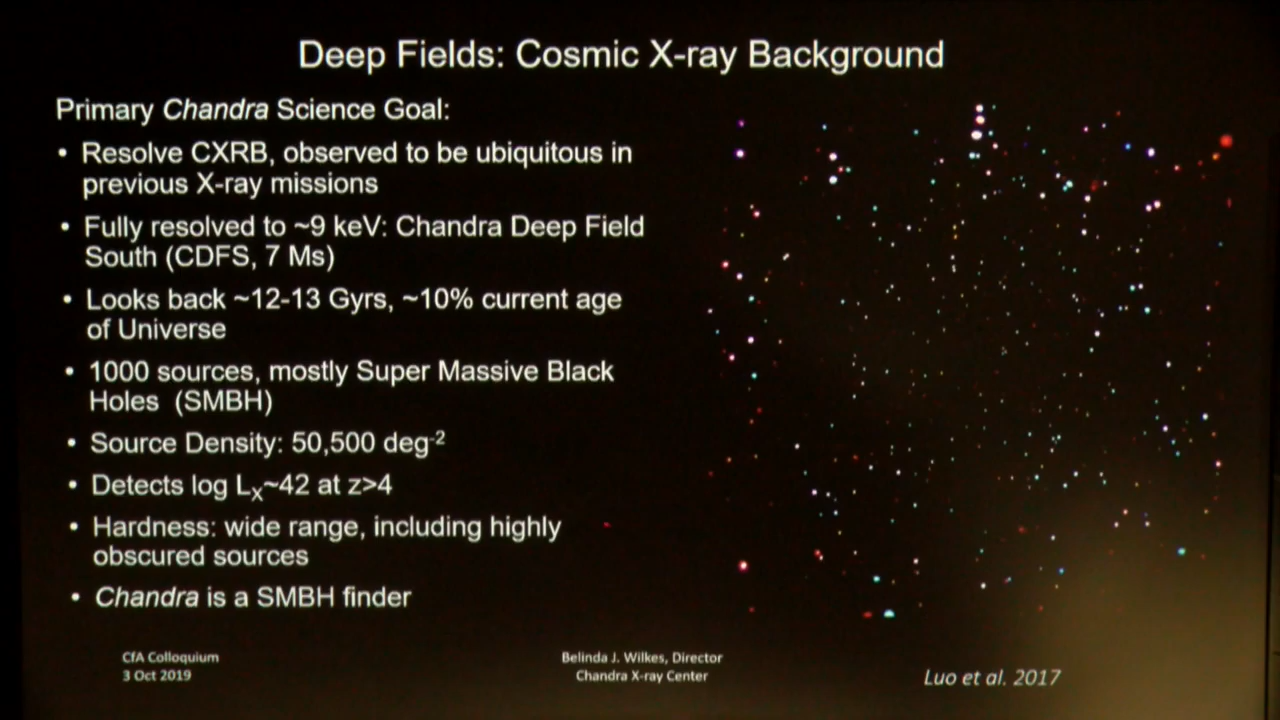 Deep Fields: Cosmic X-ray Background
Primary Chandra Science Goal:
• Resolve CXRB, observed to be ubiquitous in
previous X-ray missions
• Fully resolved to ~9 keV: Chandra Deep Field
South (CDFS, 7 Ms)
• Looks back ~12-13 Gyrs, ~10% current age
of Universe
• 1000 sources, mostly Super Massive Black
Holes (SMBH)
• Source Density: 50,500 deg⁻²
• Detects log Lₓ~42 at z>4
• Hardness: wide range, including highly
obscured sources
• Chandra is a SMBH finder
CfA Colloquium
3 Oct 2019
Belinda J. Wilkes, Director
Chandra X-ray Center
Luo et al. 2017